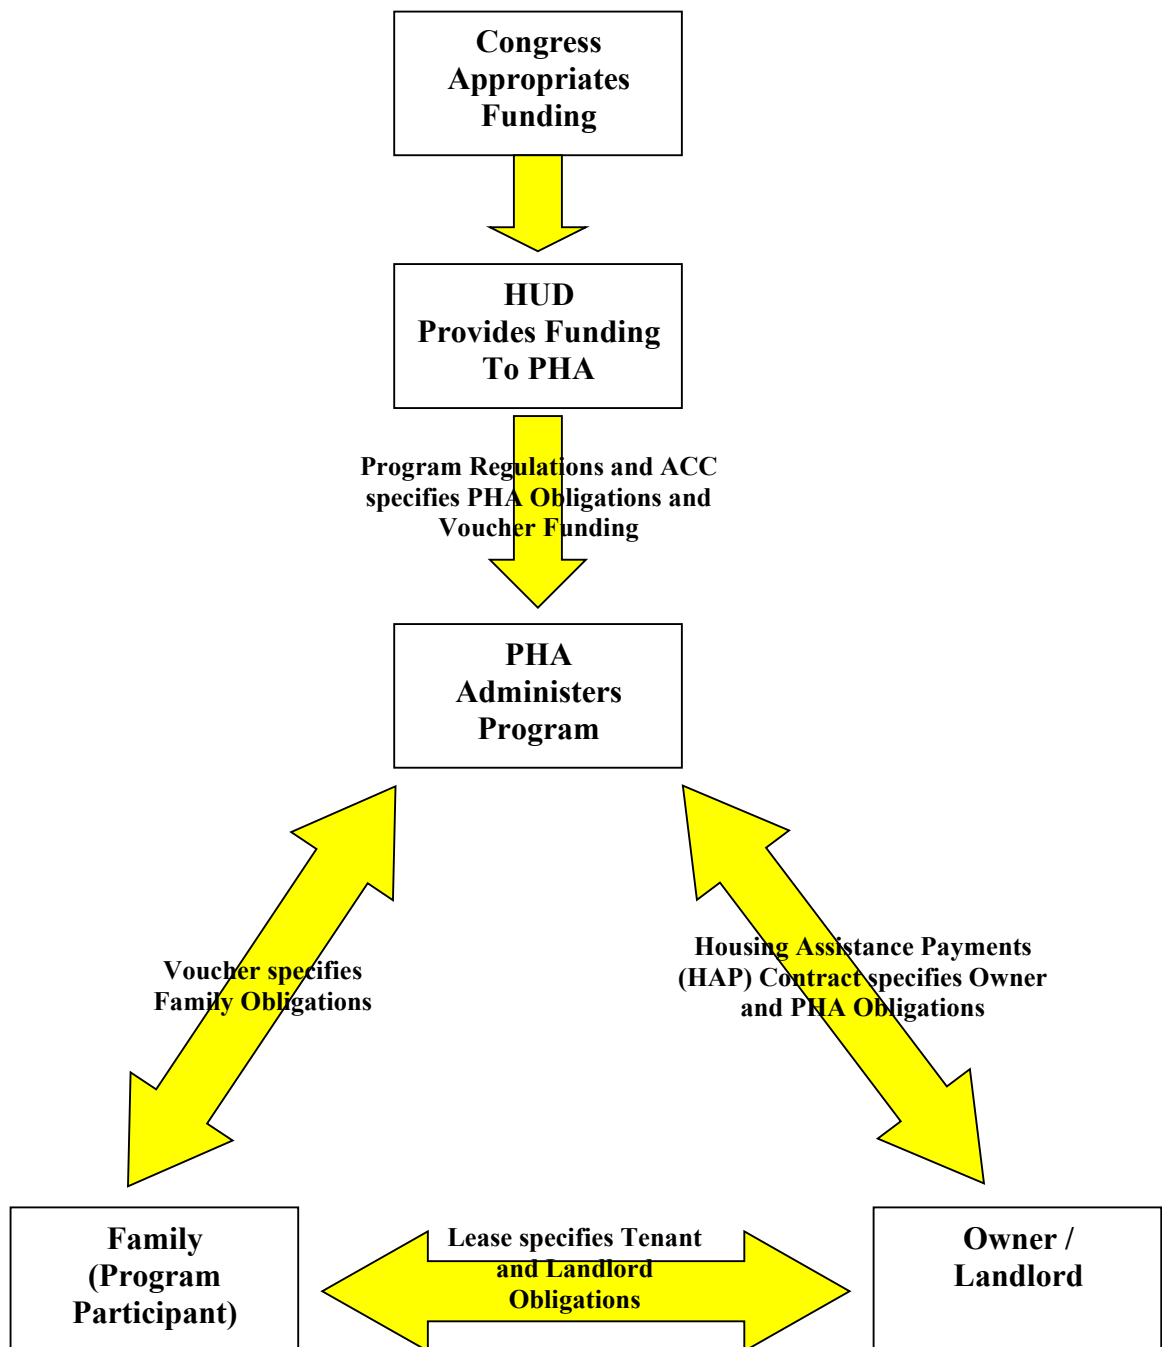 Congress
Appropriates
Funding
HUD
Provides Funding
To PHA
Program Regulations and ACC
specifies PHA Obligations and
Voucher Funding
PHA
Administers
Program
Voucher specifies
Family Obligations
Housing Assistance Payments
(HAP) Contract specifies Owner
and PHA Obligations
Family
(Program
Participant)
Lease specifies Tenant
and Landlord
Obligations
Owner /
Landlord